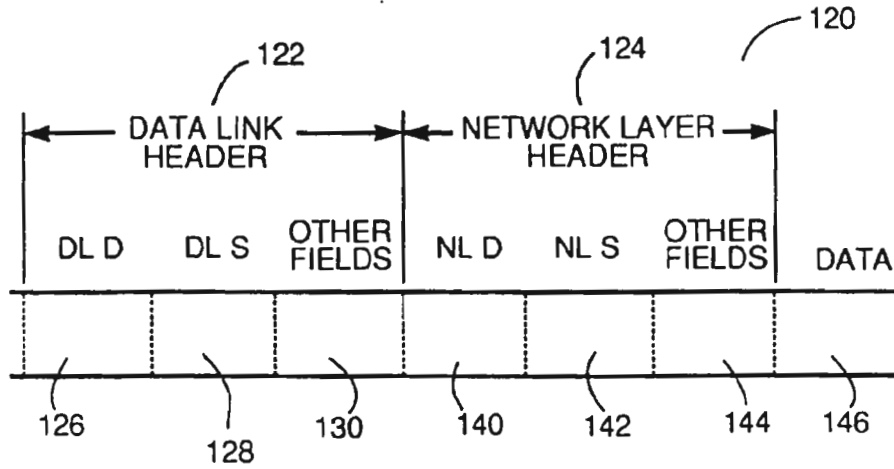 120
122
124
DATA LINK
HEADER
NETWORK LAYER
HEADER
DL D
DL S
OTHER
FIELDS
NL D
NL S
OTHER
FIELDS
DATA
126
128
130
140
142
144
146